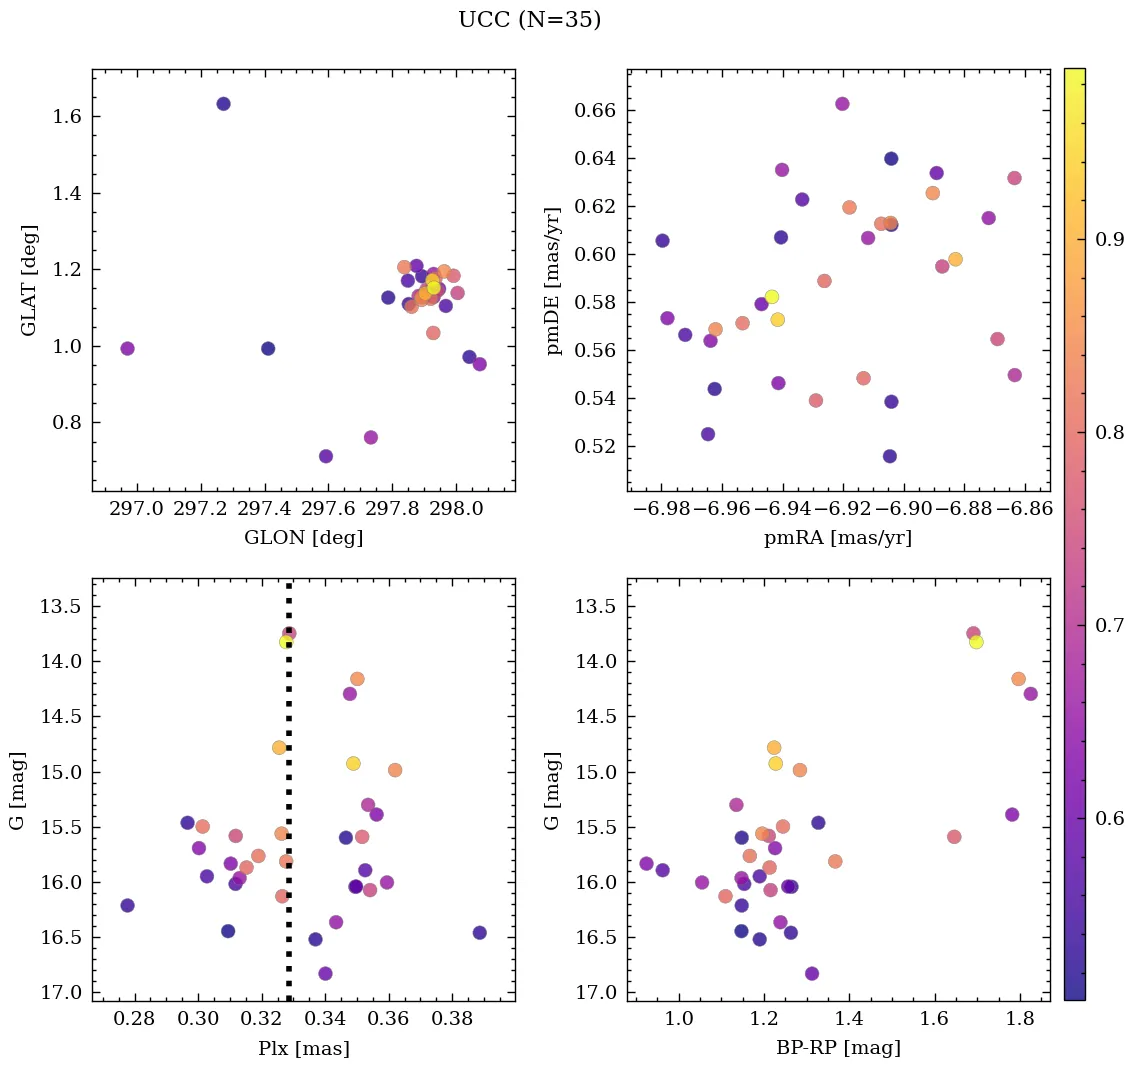 UCC (N=35)
1.6
1.4
1.2
1.0
0.8
GLAT [deg]
297.0 297.2 297.4 297.6 297.8 298.0
GLON [deg]
0.66
0.64
0.62
0.60
0.58
0.56
0.54
0.52
pmDE [mas/yr]
−6.98 −6.96 −6.94 −6.92 −6.90 −6.88 −6.86
pmRA [mas/yr]
0.9
0.8
0.7
0.6
13.5
14.0
14.5
15.0
15.5
16.0
16.5
17.0
G [mag]
0.28 0.30 0.32 0.34 0.36 0.38
Plx [mas]
13.5
14.0
14.5
15.0
15.5
16.0
16.5
17.0
G [mag]
1.0 1.2 1.4 1.6 1.8
BP-RP [mag]